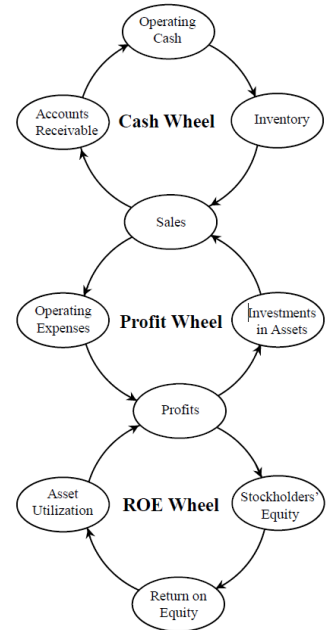 Operating
Cash
Accounts
Receivable
Cash Wheel
Inventory
Sales
Operating
Expenses
Profit Wheel
Investments
in Assets
Profits
Asset
Utilization
ROE Wheel
Stockholders'
Equity
Return on
Equity